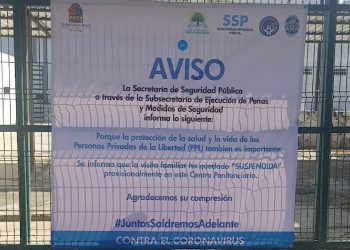 SSP
AVISO
La Secretaría de Seguridad Pública
a través de la Subsecretaría de Ejecución de Penas
y Medidas de Seguridad
informa lo siguiente:
Porque la protección de la salud y la vida de las
Personas Privadas de la Libertad (PPL) tambien es importante:
Se informa que la visita familiar ha quedado "SUSPENDIDA"
provisionalmente en este Centro Penitenciario.
Agradecemos su compresión
#JuntosSaldremosAdelante
CONTRA EL CORONAVIRUS